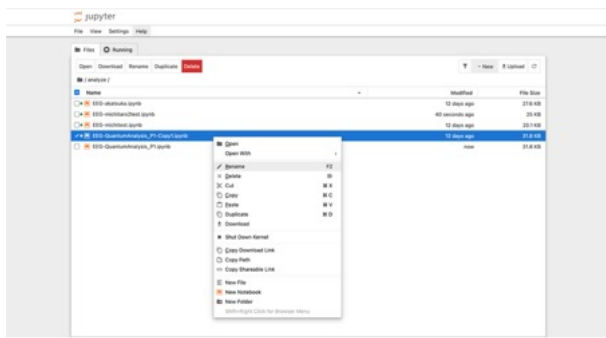 jupyter
File View Settings Help
Files Running
Open Download Rename Duplicate Delete
New Upload
/ analyze /
Name Modified File Size
EEG-akatsuka.ipynb 13 days ago 27.6 KB
EEG-michitaro2test.ipynb 40 seconds ago 35 KB
EEG-michitest.ipynb 12 days ago 20.1 KB
EEG-QuantumAnalysis_P1-Copy1.ipynb 12 days ago 31.8 KB
EEG-QuantumAnalysis_P1.ipynb now 31.8 KB
Open
Open With
Rename F2
Delete
Cut ⌘ X
Copy ⌘ C
Paste ⌘ V
Duplicate ⌘ D
Download
Shut Down Kernel
Copy Download Link
Copy Path
Copy Shareable Link
New File
New Notebook
New Folder
Shift+Right Click for Browser Menu